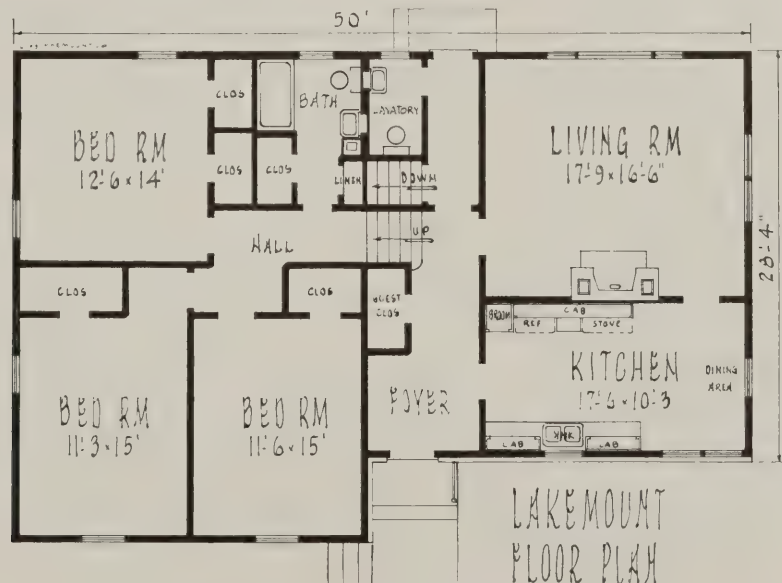 50'
BED RM
12'-6 x 14'
CLOS
CLOS
CLOS
BATH
LINEN
LAVATORY
DOWN
UP
HALL
LIVING RM
17'-9 x 16'-6"
28'-4"
CLOS
CLOS
GUEST
CLOS
BROOM
CAB
REF
STOVE
KITCHEN
17'-6 x 10'-3
DINING
AREA
BED RM
11'-3 x 15'
BED RM
11'-6 x 15'
FOYER
CAB
SINK
CAB
LAKEMOUNT
FLOOR PLAN